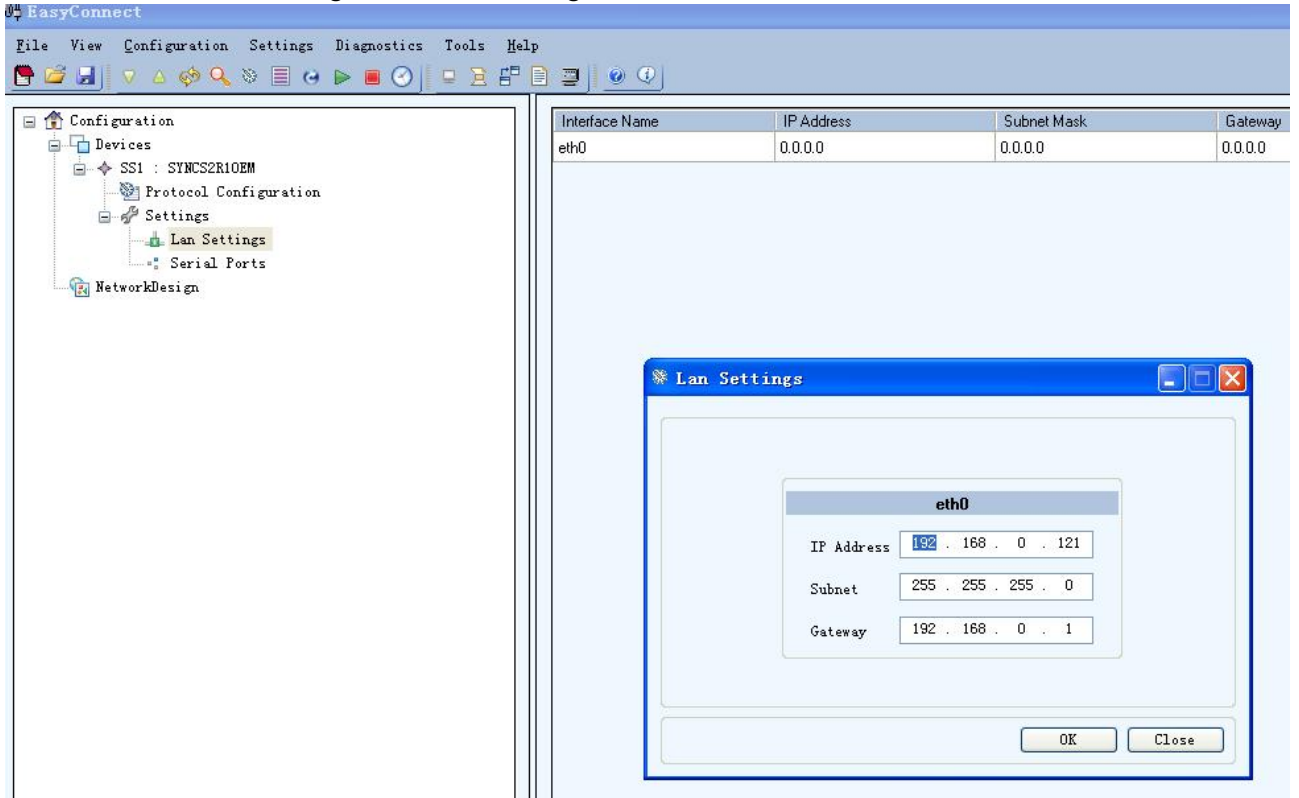 EasyConnect
File View Configuration Settings Diagnostics Tools Help
Configuration
Devices
SS1 : SYNCS2R1OEM
Protocol Configuration
Settings
Lan Settings
Serial Ports
NetworkDesign
Interface Name IP Address Subnet Mask Gateway
eth0 0.0.0.0 0.0.0.0 0.0.0.0
Lan Settings
eth0
IP Address 192 . 168 . 0 . 121
Subnet 255 . 255 . 255 . 0
Gateway 192 . 168 . 0 . 1
OK Close